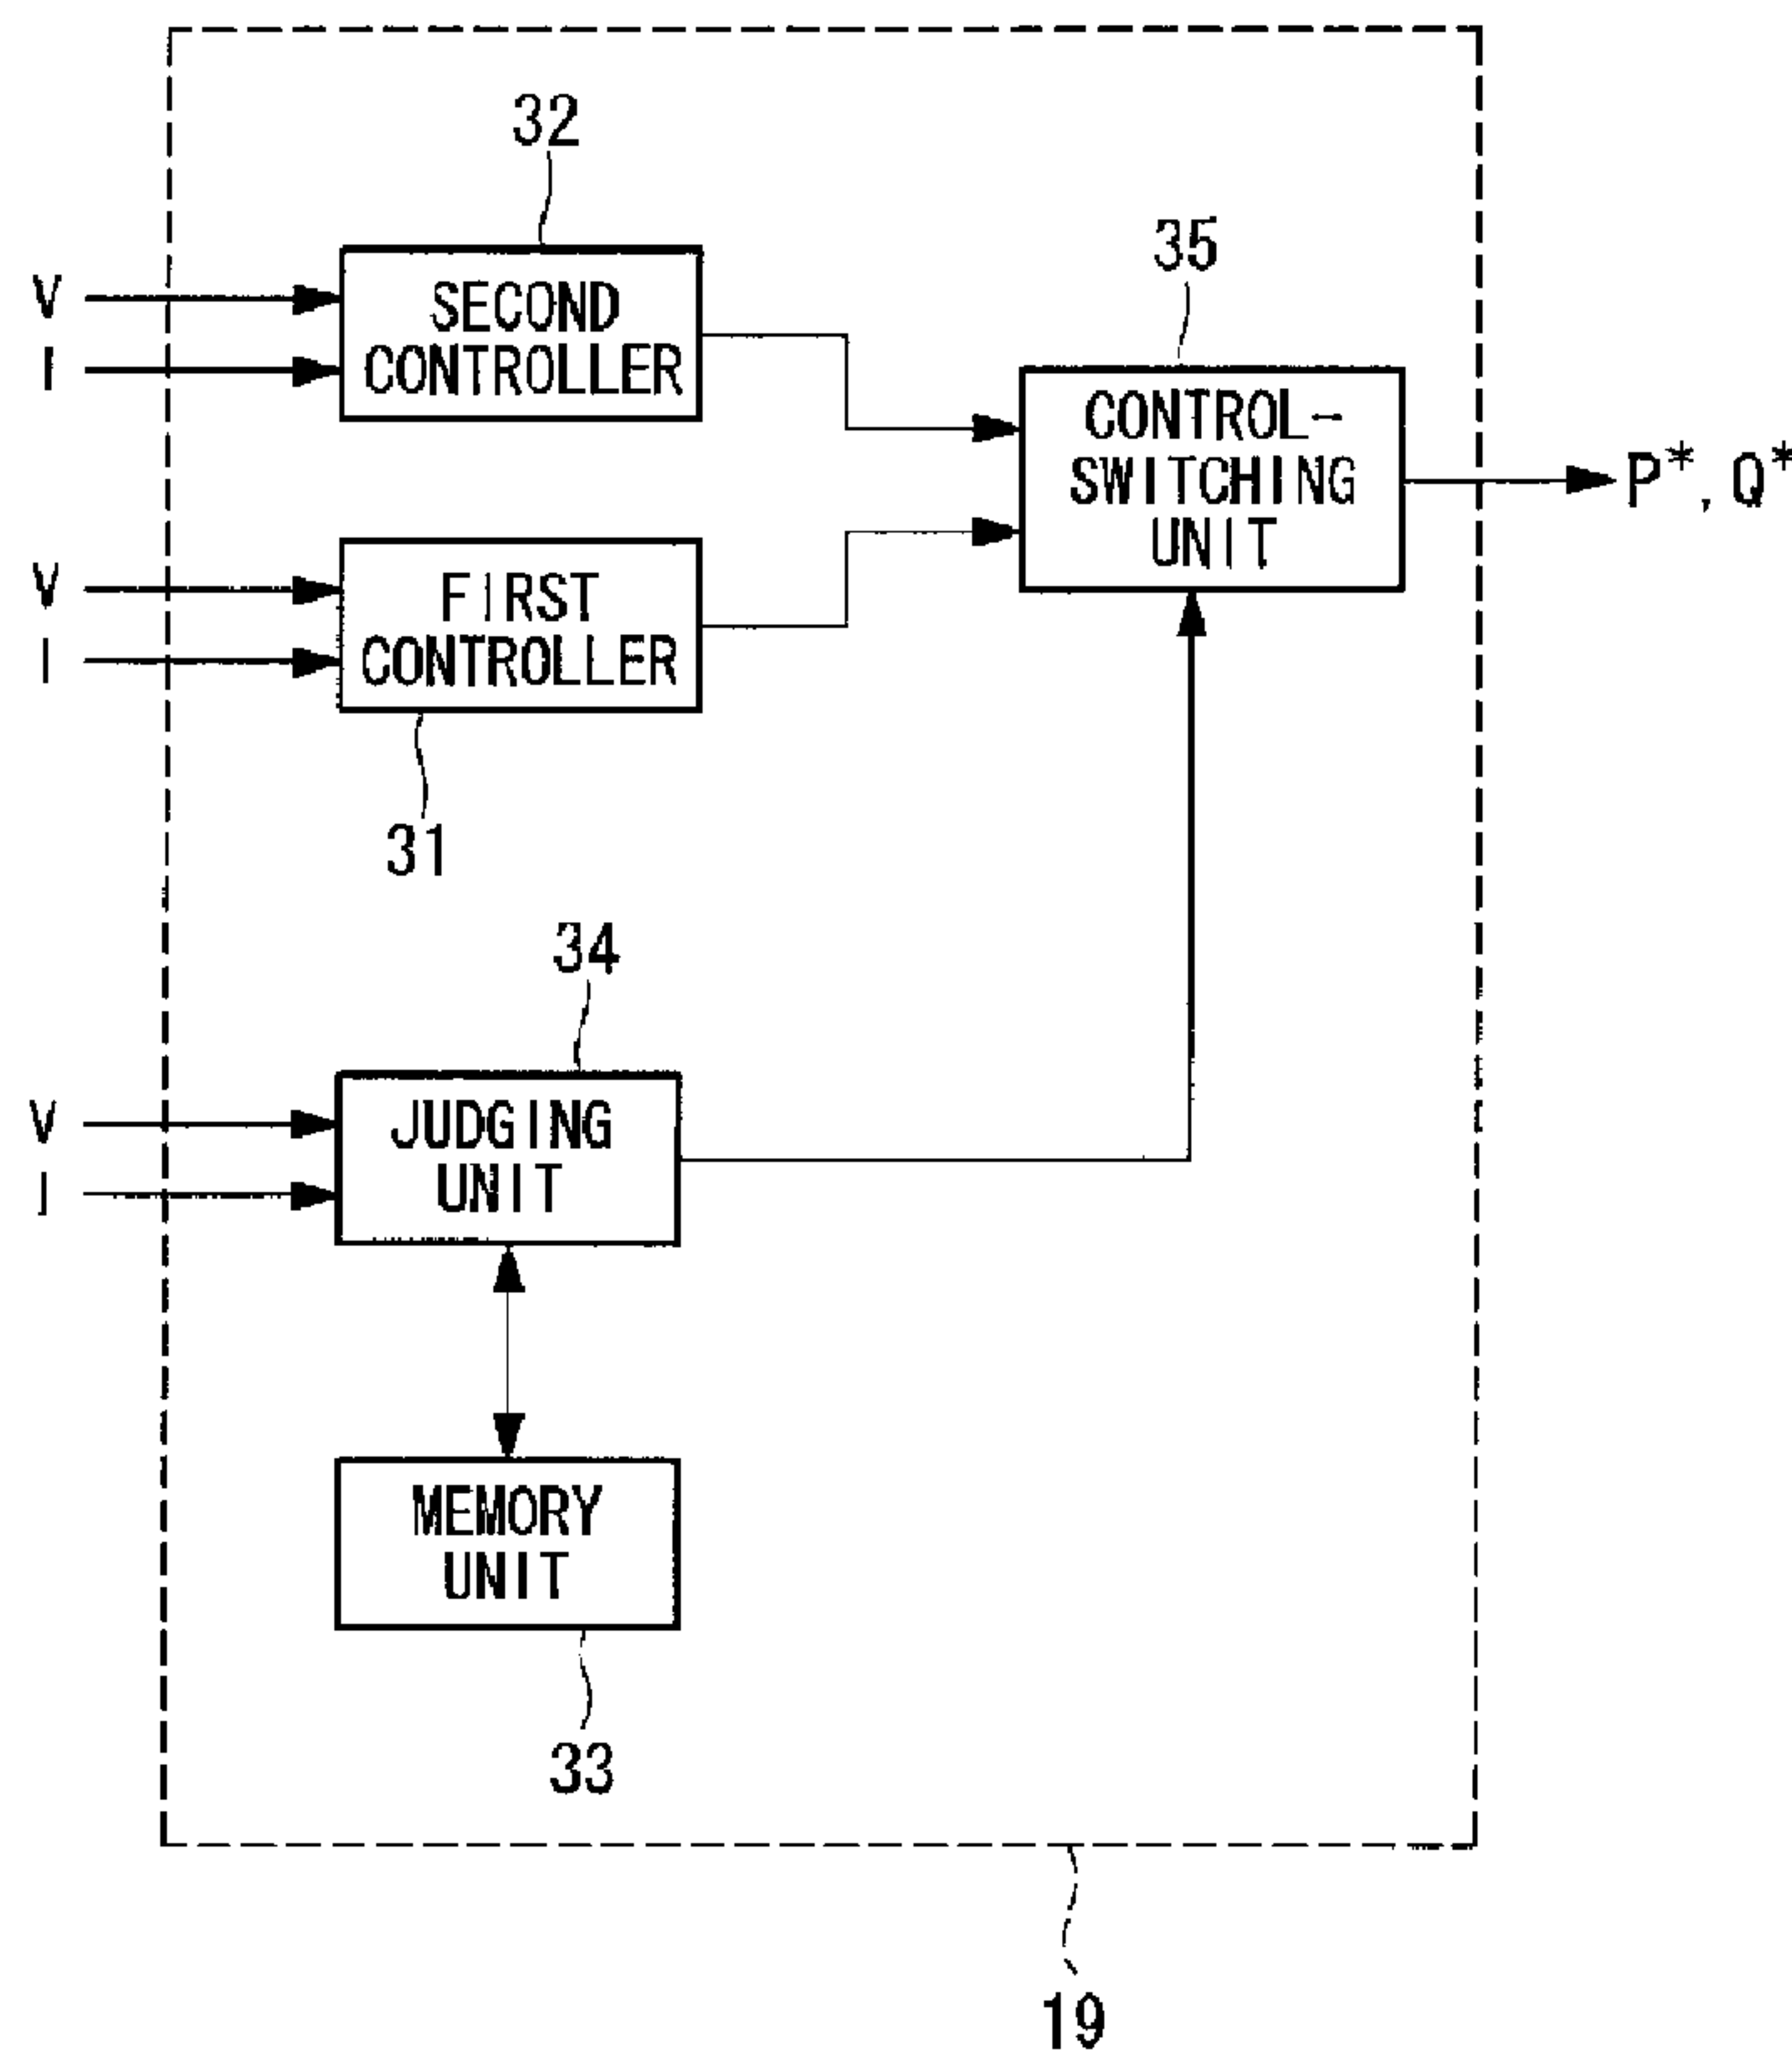 32
35
V
I
SECOND
CONTROLLER
CONTROL-
SWITCHING
UNIT
P*, Q*
V
I
FIRST
CONTROLLER
31
34
V
I
JUDGING
UNIT
MEMORY
UNIT
33
19